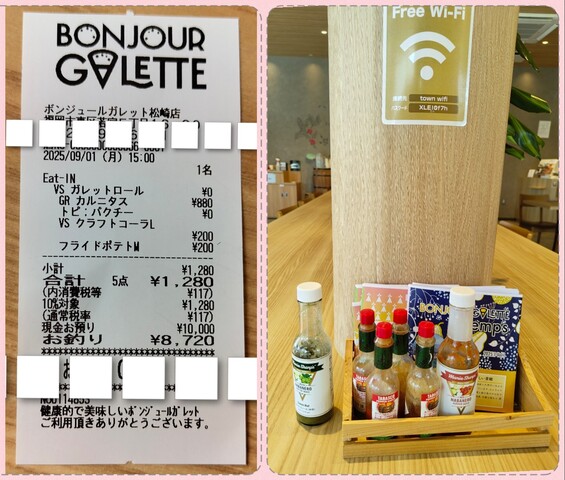 BONJOUR
GALETTE
ボンジュールガレット松崎店
2025/09/01 (月) 15:00
1名
Eat-IN
VS ガレットロール ¥0
GR カルニタス ¥880
トピ:パクチー ¥0
VS クラフトコーラL
¥200
フライドポテトM ¥200
小計 ¥1,280
合計 5点 ¥1,280
(内消費税等 ¥117)
10%対象 ¥1,280
(通常税率 ¥117)
現金お預り ¥10,000
お釣り ¥8,720
健康的で美味しいボンジュールガレット
ご利用頂きありがとうございます。
Free Wi-Fi
town wifi
BONJOUR GALETTE
TABASCO
TABASCO
HABANERO
HABANERO